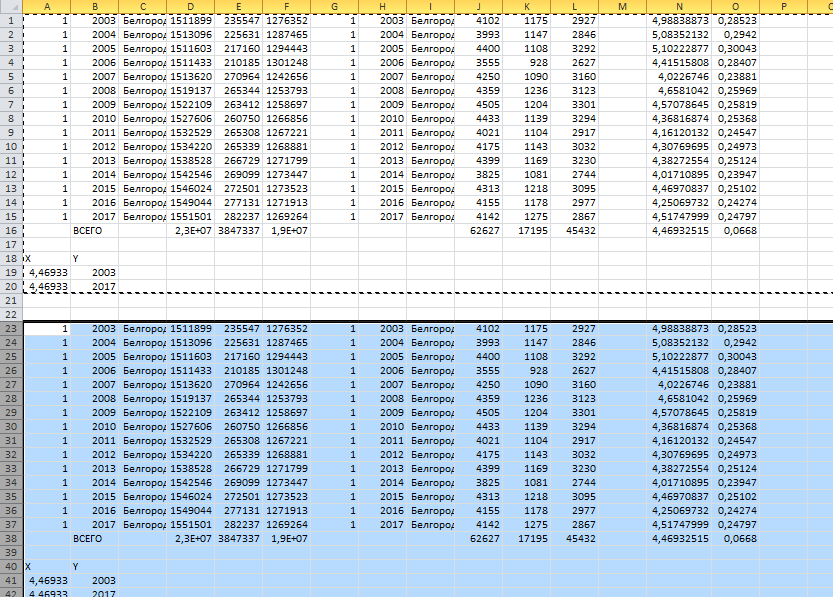 A B C D E F G H I J K L M N O P
1 1 2003 Белгород 1511899 235547 1276352 1 2003 Белгород 4102 1175 2927 4,98838873 0,28523
2 1 2004 Белгород 1513096 225631 1287465 1 2004 Белгород 3993 1147 2846 5,08352132 0,2942
3 1 2005 Белгород 1511603 217160 1294443 1 2005 Белгород 4400 1108 3292 5,10222877 0,30043
4 1 2006 Белгород 1511433 210185 1301248 1 2006 Белгород 3555 928 2627 4,41515808 0,28407
5 1 2007 Белгород 1513620 270964 1242656 1 2007 Белгород 4250 1090 3160 4,0226746 0,23881
6 1 2008 Белгород 1519137 265344 1253793 1 2008 Белгород 4359 1236 3123 4,6581042 0,25969
7 1 2009 Белгород 1522109 263412 1258697 1 2009 Белгород 4505 1204 3301 4,57078645 0,25819
8 1 2010 Белгород 1527606 260750 1266856 1 2010 Белгород 4433 1139 3294 4,36816874 0,25368
9 1 2011 Белгород 1532529 265308 1267221 1 2011 Белгород 4021 1104 2917 4,16120132 0,24547
10 1 2012 Белгород 1534220 265339 1268881 1 2012 Белгород 4175 1143 3032 4,30769695 0,24973
11 1 2013 Белгород 1538528 266729 1271799 1 2013 Белгород 4399 1169 3230 4,38272554 0,25124
12 1 2014 Белгород 1542546 269099 1273447 1 2014 Белгород 3825 1081 2744 4,01710895 0,23947
13 1 2015 Белгород 1546024 272501 1273523 1 2015 Белгород 4313 1218 3095 4,46970837 0,25102
14 1 2016 Белгород 1549044 277131 1271913 1 2016 Белгород 4155 1178 2977 4,25069732 0,24274
15 1 2017 Белгород 1551501 282237 1269264 1 2017 Белгород 4142 1275 2867 4,51747999 0,24797
16 ВСЕГО 2,3E+07 3847337 1,9E+07 62627 17195 45432 4,46932515 0,0668
17
18 X Y
19 4,46933 2003
20 4,46933 2017
21
22
23 1 2003 Белгород 1511899 235547 1276352 1 2003 Белгород 4102 1175 2927 4,98838873 0,28523
24 1 2004 Белгород 1513096 225631 1287465 1 2004 Белгород 3993 1147 2846 5,08352132 0,2942
25 1 2005 Белгород 1511603 217160 1294443 1 2005 Белгород 4400 1108 3292 5,10222877 0,30043
26 1 2006 Белгород 1511433 210185 1301248 1 2006 Белгород 3555 928 2627 4,41515808 0,28407
27 1 2007 Белгород 1513620 270964 1242656 1 2007 Белгород 4250 1090 3160 4,0226746 0,23881
28 1 2008 Белгород 1519137 265344 1253793 1 2008 Белгород 4359 1236 3123 4,6581042 0,25969
29 1 2009 Белгород 1522109 263412 1258697 1 2009 Белгород 4505 1204 3301 4,57078645 0,25819
30 1 2010 Белгород 1527606 260750 1266856 1 2010 Белгород 4433 1139 3294 4,36816874 0,25368
31 1 2011 Белгород 1532529 265308 1267221 1 2011 Белгород 4021 1104 2917 4,16120132 0,24547
32 1 2012 Белгород 1534220 265339 1268881 1 2012 Белгород 4175 1143 3032 4,30769695 0,24973
33 1 2013 Белгород 1538528 266729 1271799 1 2013 Белгород 4399 1169 3230 4,38272554 0,25124
34 1 2014 Белгород 1542546 269099 1273447 1 2014 Белгород 3825 1081 2744 4,01710895 0,23947
35 1 2015 Белгород 1546024 272501 1273523 1 2015 Белгород 4313 1218 3095 4,46970837 0,25102
36 1 2016 Белгород 1549044 277131 1271913 1 2016 Белгород 4155 1178 2977 4,25069732 0,24274
37 1 2017 Белгород 1551501 282237 1269264 1 2017 Белгород 4142 1275 2867 4,51747999 0,24797
38 ВСЕГО 2,3E+07 3847337 1,9E+07 62627 17195 45432 4,46932515 0,0668
39
40 X Y
41 4,46933 2003
42 4,46933 2017